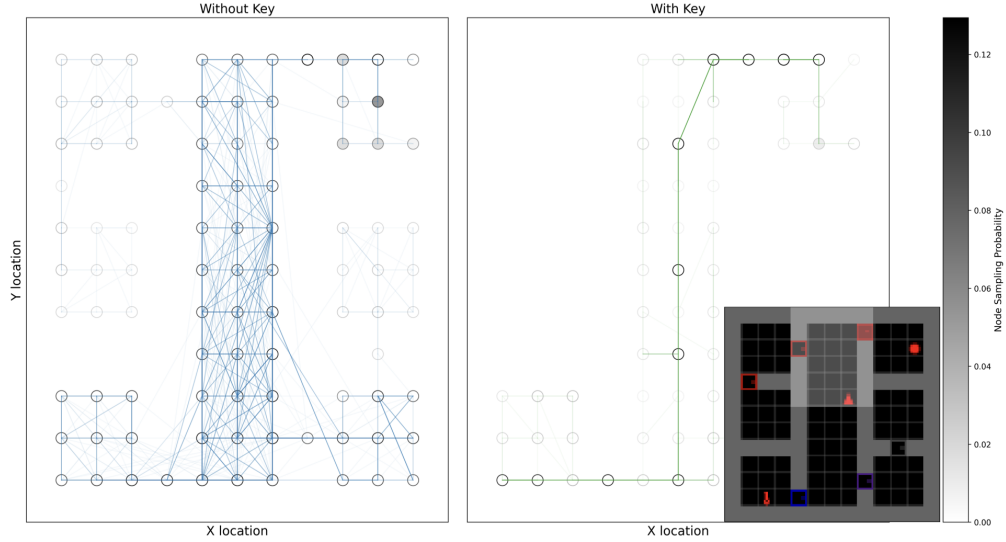 Without Key
With Key
Y location
X location
X location
0.12
0.10
0.08
0.06
0.04
0.02
0.00
Node Sampling Probability